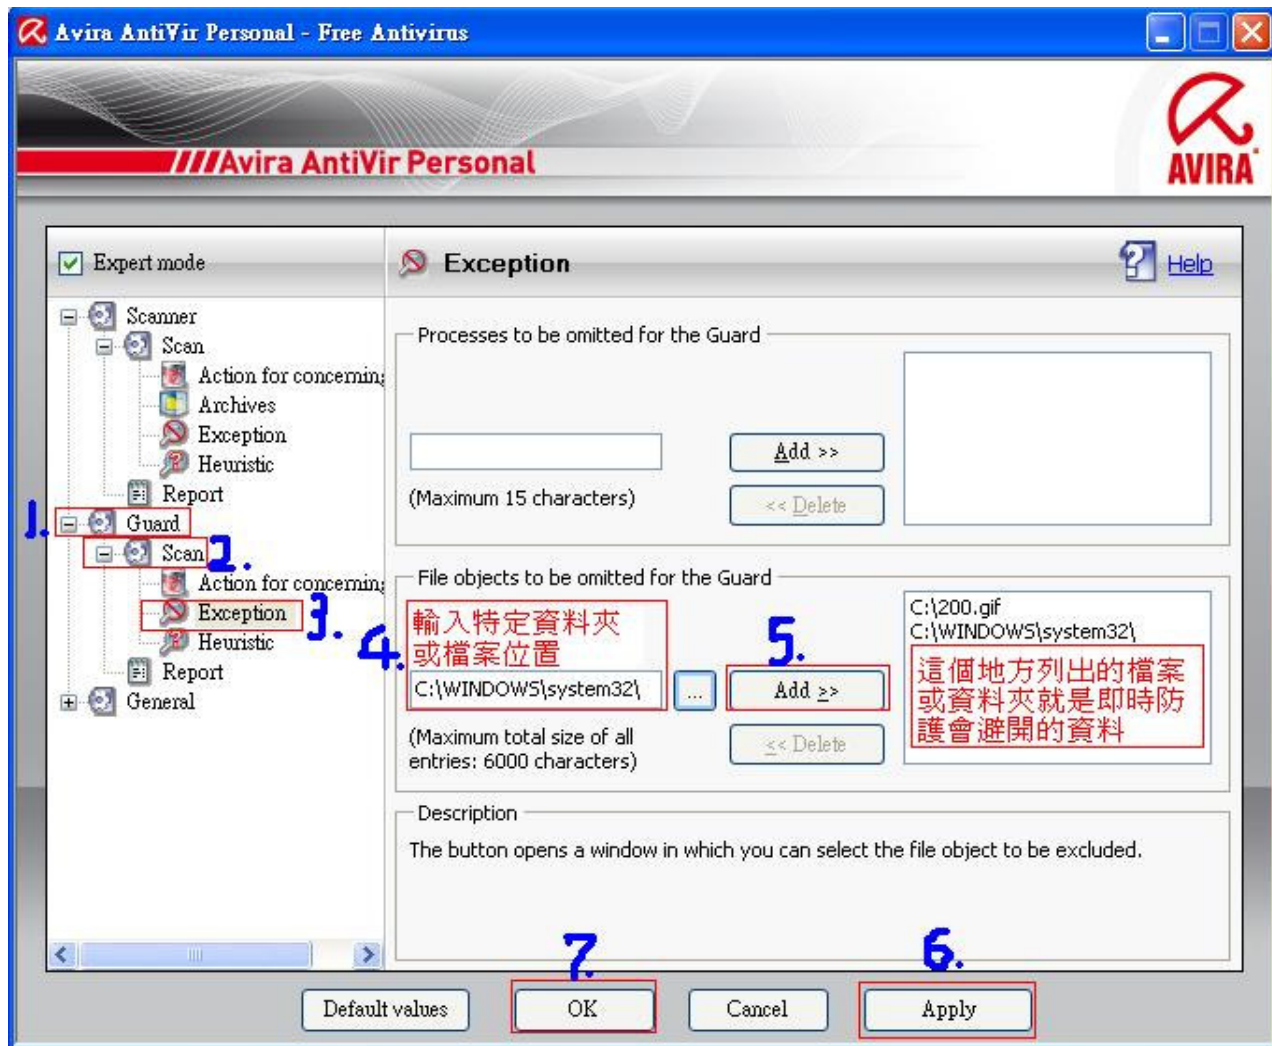 Avira AntiVir Personal - Free Antivirus
////Avira AntiVir Personal
AVIRA
Expert mode
Scanner
Scan
Action for concerning
Archives
Exception
Heuristic
Report
1.
Guard
Scan
2.
Action for concerning
Exception
3.
Heuristic
Report
General
Exception
Help
Processes to be omitted for the Guard
Add >>
(Maximum 15 characters)
<< Delete
File objects to be omitted for the Guard
4.
輸入特定資料夾
或檔案位置
C:\WINDOWS\system32\
...
5.
Add >>
(Maximum total size of all
entries: 6000 characters)
<< Delete
C:\200.gif
C:\WINDOWS\system32\
這個地方列出的檔案
或資料夾就是即時防
護會避開的資料
Description
The button opens a window in which you can select the file object to be excluded.
7.
6.
Default values
OK
Cancel
Apply